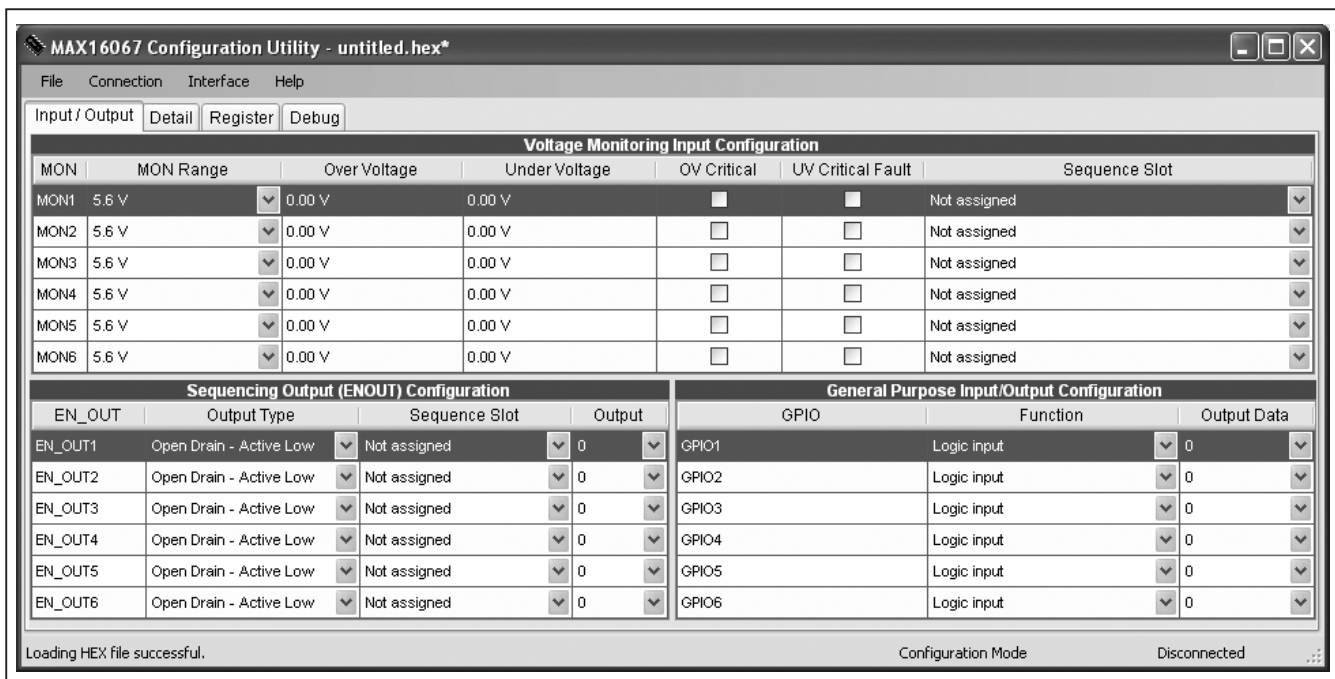 MAX16067 Configuration Utility - untitled.hex*
File Connection Interface Help
Input / Output Detail Register Debug
Voltage Monitoring Input Configuration
MON MON Range Over Voltage Under Voltage OV Critical UV Critical Fault Sequence Slot
MON1 5.6 V 0.00 V 0.00 V Not assigned
MON2 5.6 V 0.00 V 0.00 V Not assigned
MON3 5.6 V 0.00 V 0.00 V Not assigned
MON4 5.6 V 0.00 V 0.00 V Not assigned
MON5 5.6 V 0.00 V 0.00 V Not assigned
MON6 5.6 V 0.00 V 0.00 V Not assigned
Sequencing Output (ENOUT) Configuration General Purpose Input/Output Configuration
EN_OUT Output Type Sequence Slot Output GPIO Function Output Data
EN_OUT1 Open Drain - Active Low Not assigned 0 GPIO1 Logic input 0
EN_OUT2 Open Drain - Active Low Not assigned 0 GPIO2 Logic input 0
EN_OUT3 Open Drain - Active Low Not assigned 0 GPIO3 Logic input 0
EN_OUT4 Open Drain - Active Low Not assigned 0 GPIO4 Logic input 0
EN_OUT5 Open Drain - Active Low Not assigned 0 GPIO5 Logic input 0
EN_OUT6 Open Drain - Active Low Not assigned 0 GPIO6 Logic input 0
Loading HEX file successful. Configuration Mode Disconnected